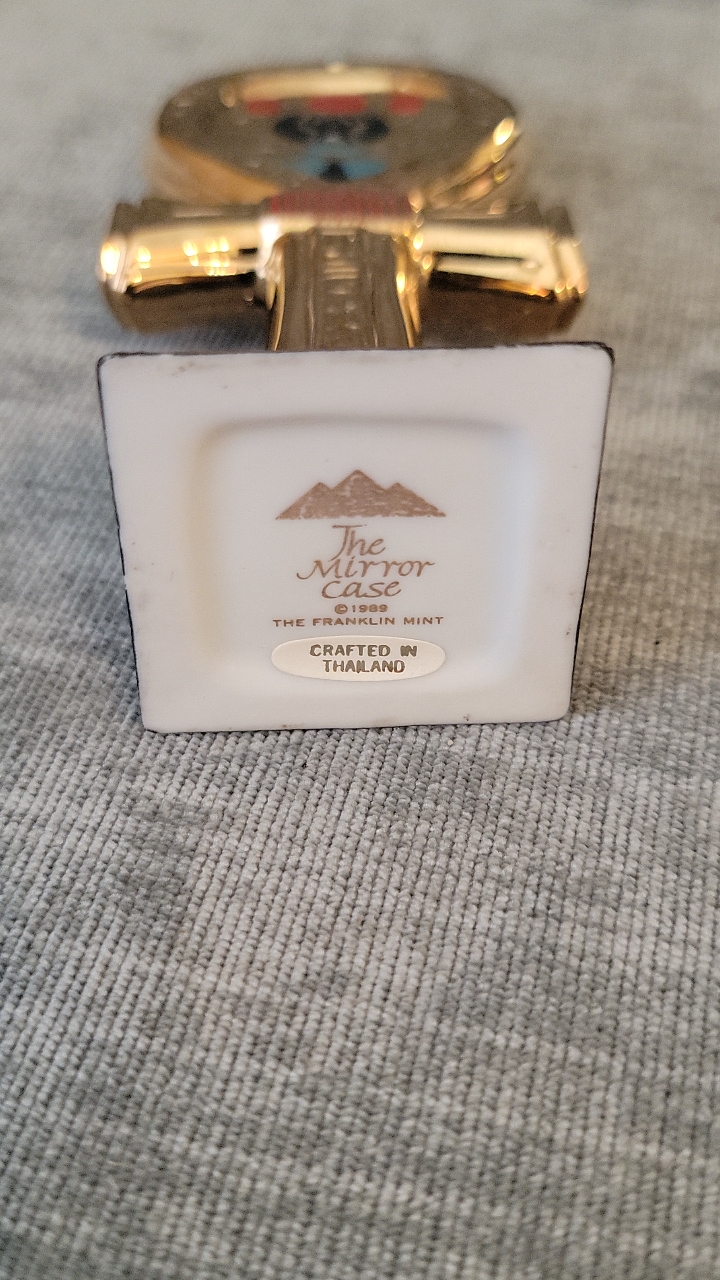 The
Mirror
Case
©1989
THE FRANKLIN MINT
CRAFTED IN
THAILAND